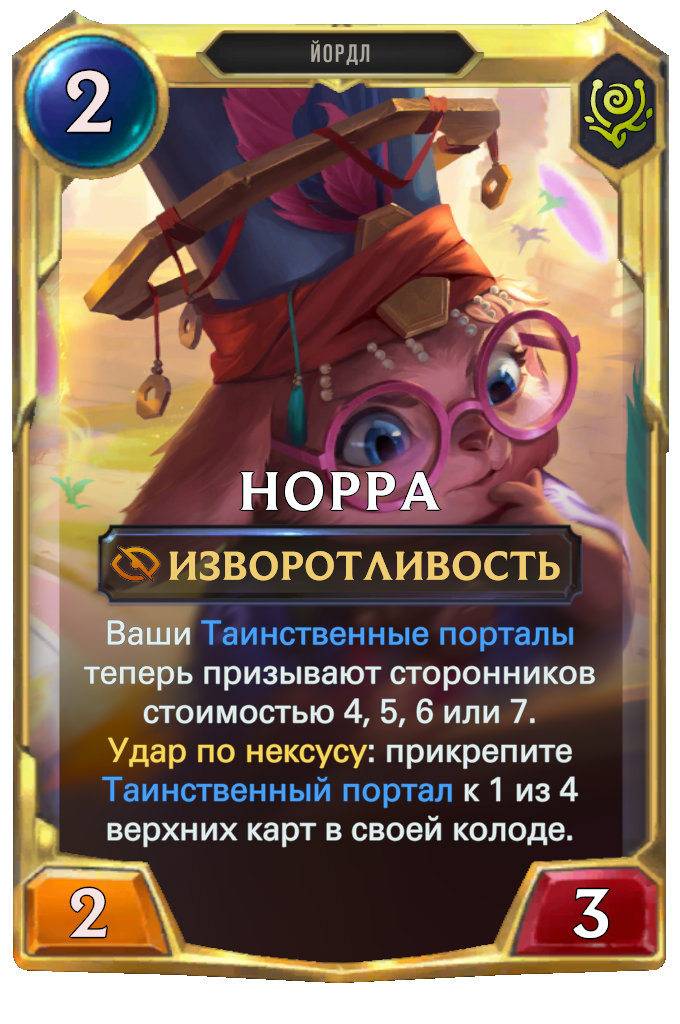 ЙОРДЛ
2
НОРРА
ИЗВОРОТЛИВОСТЬ
Ваши Таинственные порталы
теперь призывают сторонников
стоимостью 4, 5, 6 или 7.
Удар по нексусу: прикрепите
Таинственный портал к 1 из 4
верхних карт в своей колоде.
2
3